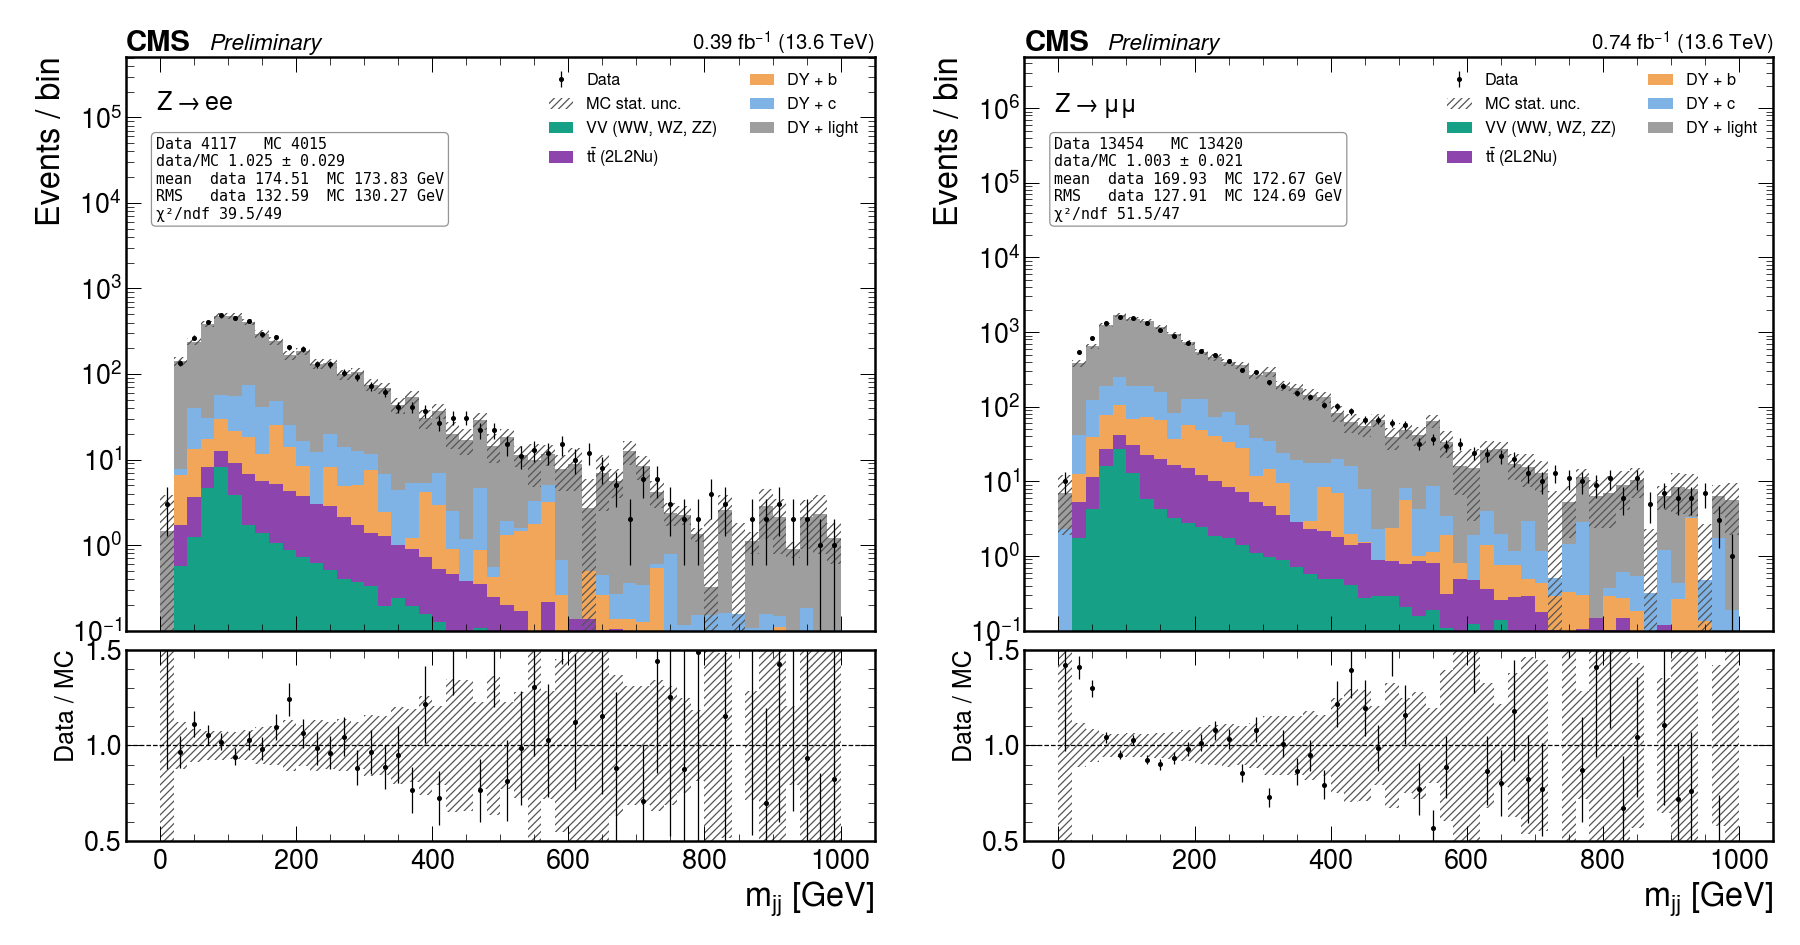 CMS Preliminary 0.39 fb⁻¹ (13.6 TeV)
Events / bin
Z → ee
Data
MC stat. unc.
VV (WW, WZ, ZZ)
tt̄ (2L2Nu)
DY + b
DY + c
DY + light
Data 4117 MC 4015
data/MC 1.025 ± 0.029
mean data 174.51 MC 173.83 GeV
RMS data 132.59 MC 130.27 GeV
χ²/ndf 39.5/49
10⁵
10⁴
10³
10²
10¹
10⁰
10⁻¹
Data / MC
1.5
1.0
0.5
0 200 400 600 800 1000
m_jj [GeV]
CMS Preliminary 0.74 fb⁻¹ (13.6 TeV)
Events / bin
Z → μμ
Data
MC stat. unc.
VV (WW, WZ, ZZ)
tt̄ (2L2Nu)
DY + b
DY + c
DY + light
Data 13454 MC 13420
data/MC 1.003 ± 0.021
mean data 169.93 MC 172.67 GeV
RMS data 127.91 MC 124.69 GeV
χ²/ndf 51.5/47
10⁶
10⁵
10⁴
10³
10²
10¹
10⁰
10⁻¹
Data / MC
1.5
1.0
0.5
0 200 400 600 800 1000
m_jj [GeV]